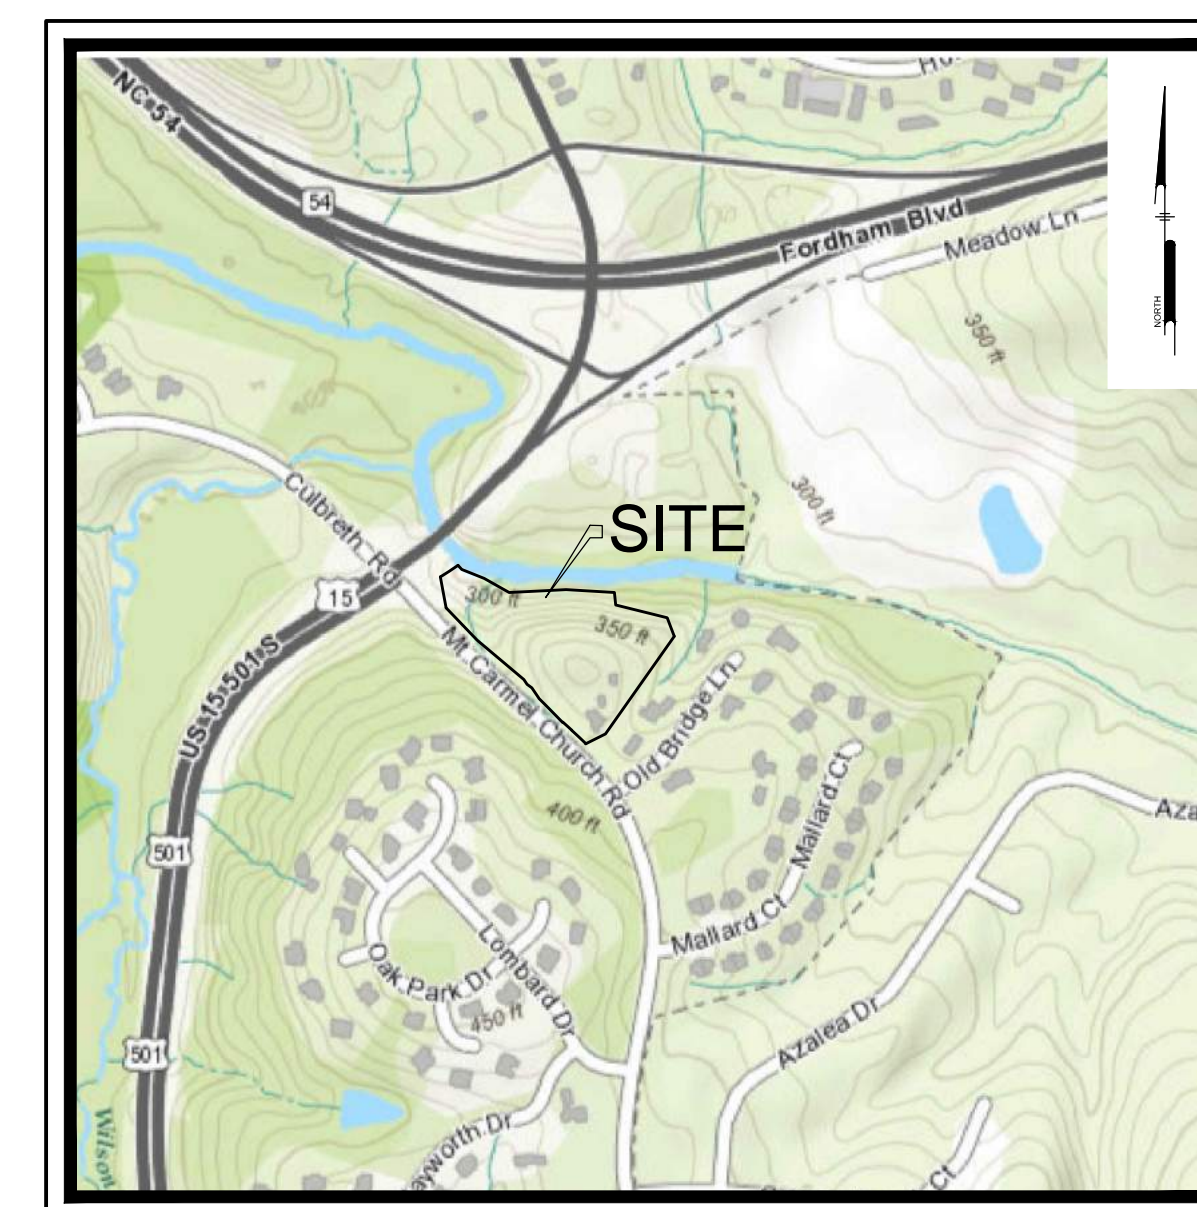 NC 54
54
Fordham Blvd
Meadow Ln
NORTH
350 ft
300 ft
Culbreth Rd
SITE
15
300 ft
350 ft
US 15-501 S
Mt Carmel Church Rd
Old Bridge Ln
400 ft
501
Mallard Ct
Mallard Ct
Oak Park Dr
Lombard Dr
450 ft
Azalea Dr
501
Wilson
ayworth Dr
Aza
Ct